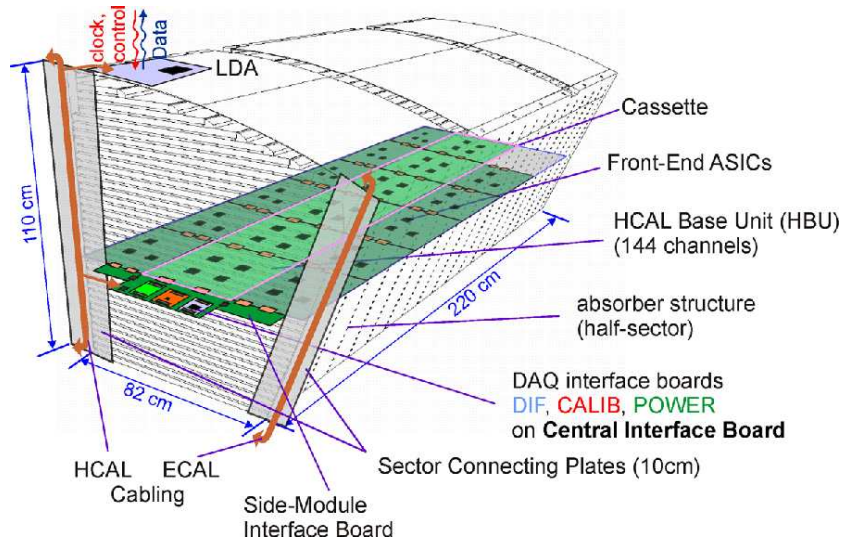 clock,
control
Data
LDA
Cassette
Front-End ASICs
110 cm
HCAL Base Unit (HBU)
(144 channels)
220 cm
absorber structure
(half-sector)
82 cm
DAQ interface boards
DIF, CALIB, POWER
on Central Interface Board
HCAL ECAL
Cabling
Sector Connecting Plates (10cm)
Side-Module
Interface Board